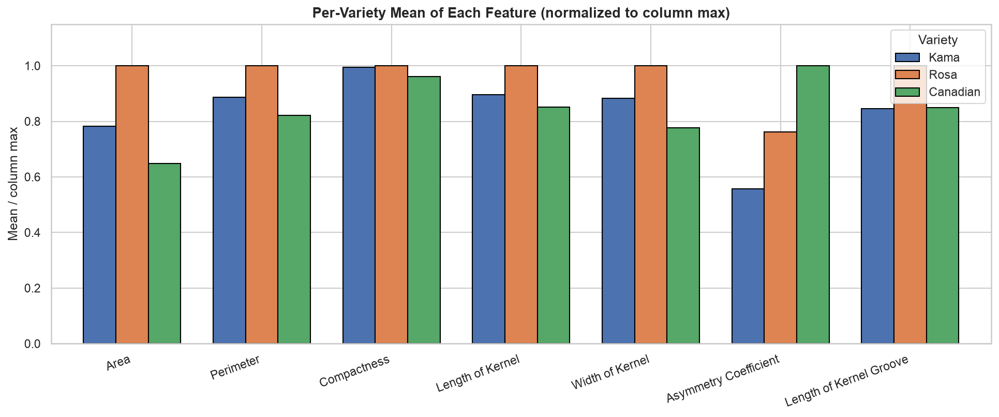 Per-Variety Mean of Each Feature (normalized to column max)
Variety
Kama
Rosa
Canadian
Mean / column max
1.0
0.8
0.6
0.4
0.2
0.0
Area
Perimeter
Compactness
Length of Kernel
Width of Kernel
Asymmetry Coefficient
Length of Kernel Groove